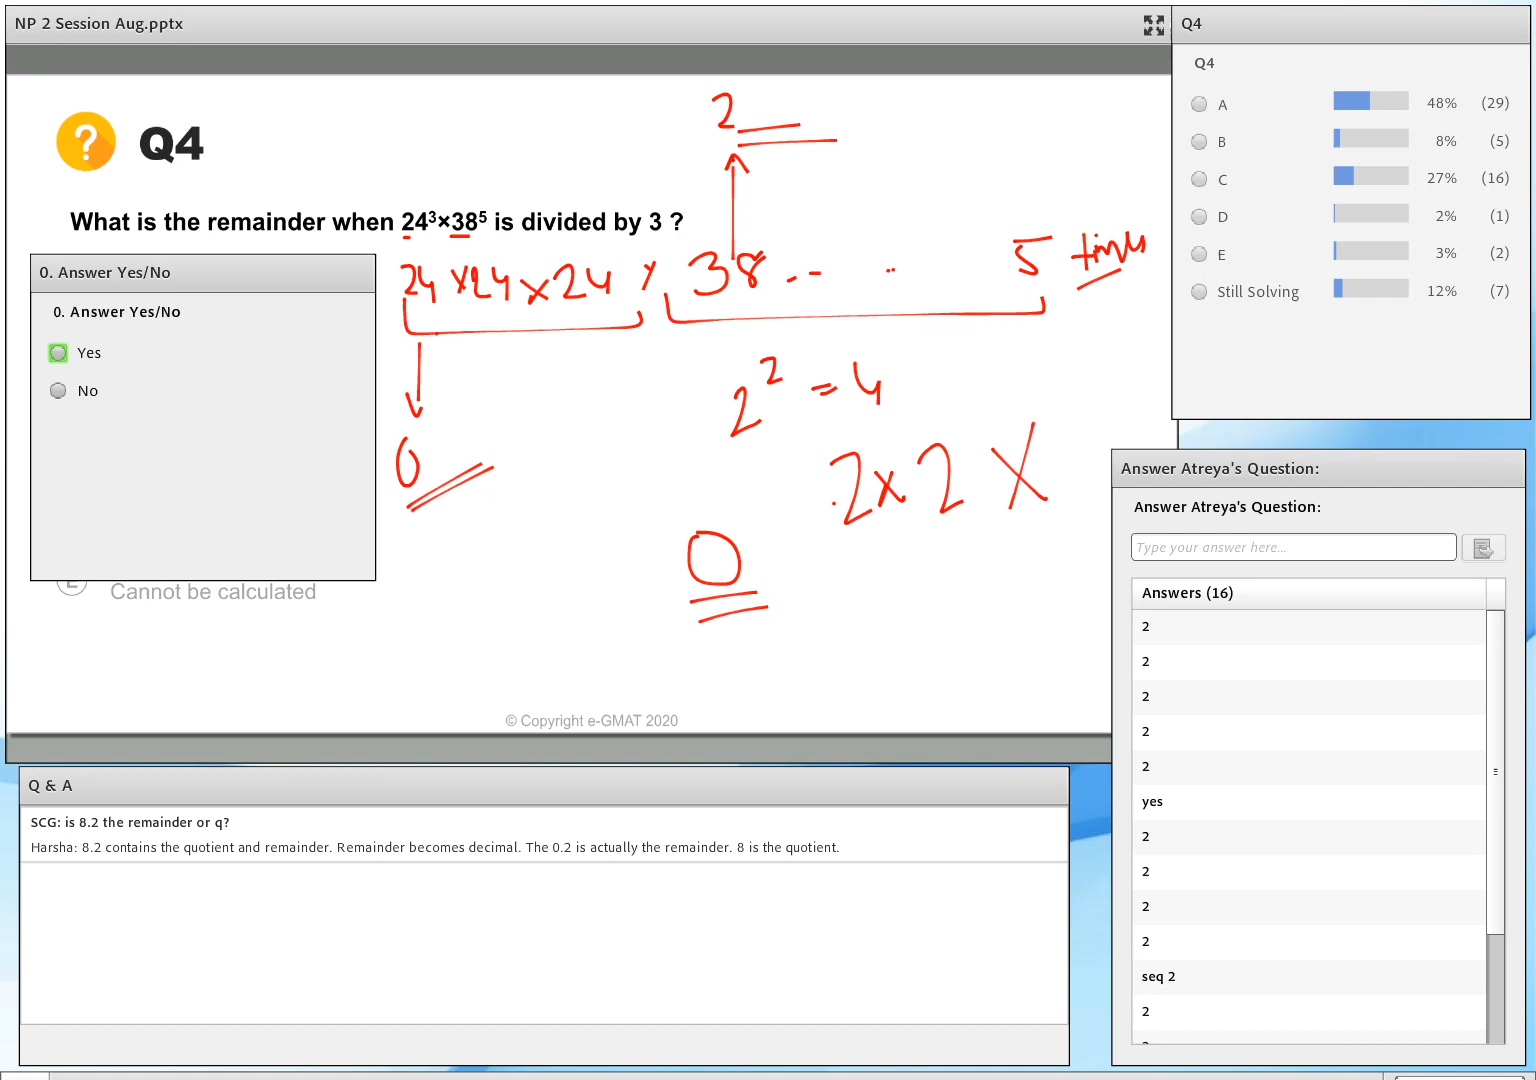 NP 2 Session Aug.pptx
Q4
What is the remainder when 24³×38⁵ is divided by 3 ?
2
24 × 24 × 24 × 38 .. - .. 5 times
2² = 4
0
2 × 2 ×
0
0. Answer Yes/No
0. Answer Yes/No
Yes
No
E
Cannot be calculated
© Copyright e-GMAT 2020
Q4
Q4
A 48% (29)
B 8% (5)
C 27% (16)
D 2% (1)
E 3% (2)
Still Solving 12% (7)
Answer Atreya's Question:
Answer Atreya's Question:
Type your answer here...
Answers (16)
2
2
2
2
2
yes
2
2
2
2
seq 2
2
Q & A
SCG: is 8.2 the remainder or q?
Harsha: 8.2 contains the quotient and remainder. Remainder becomes decimal. The 0.2 is actually the remainder. 8 is the quotient.